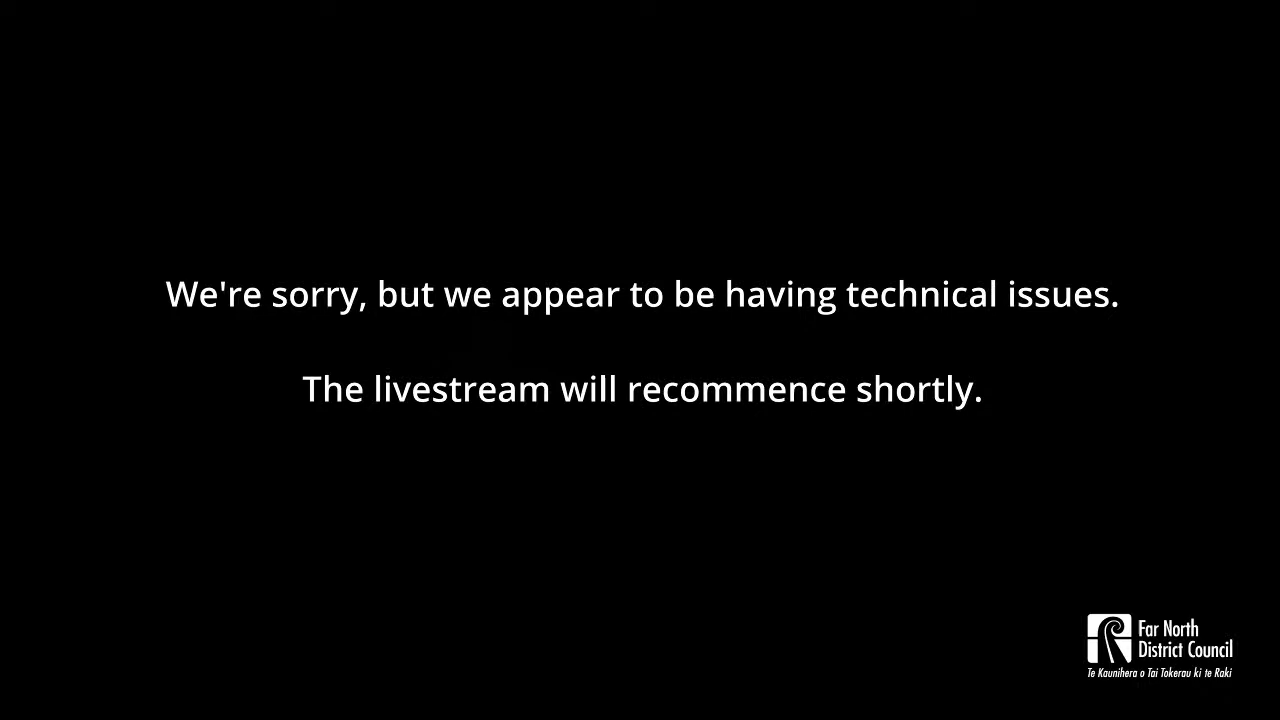 We're sorry, but we appear to be having technical issues.
The livestream will recommence shortly.
Far North
District Council
Te Kaunihera o Tai Tokerau ki te Raki